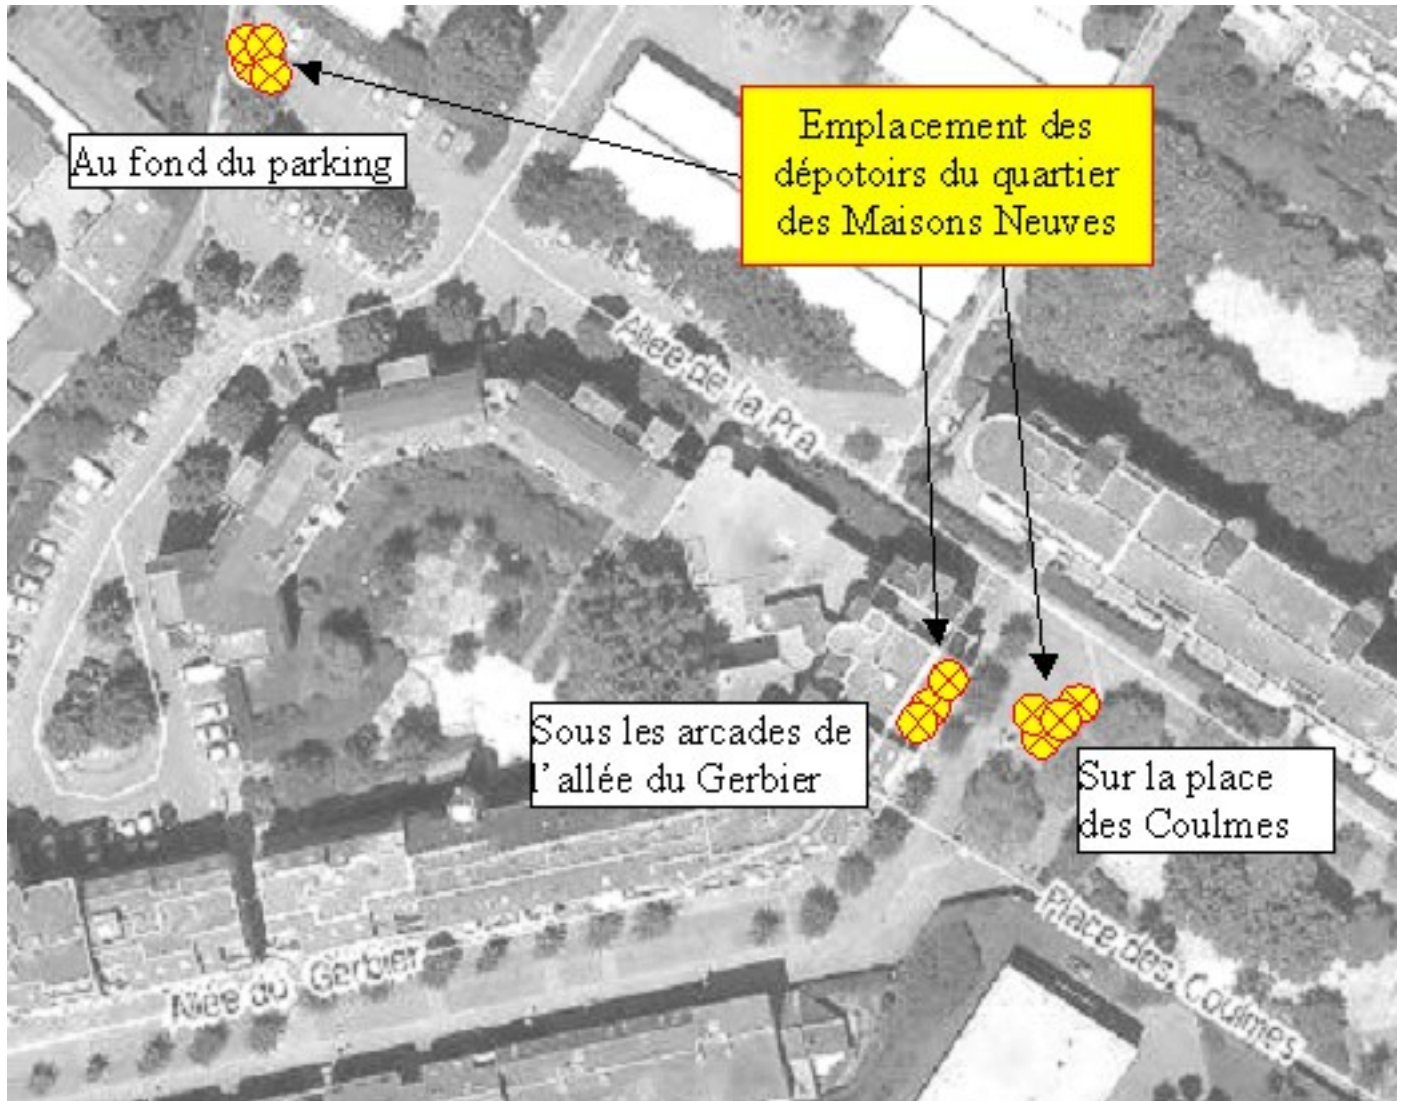 Emplacement des
dépotoirs du quartier
des Maisons Neuves
Au fond du parking
Allée de la Pra
Sous les arcades de
l'allée du Gerbier
Sur la place
des Coulmes
Place des Coulmes
Allée du Gerbier